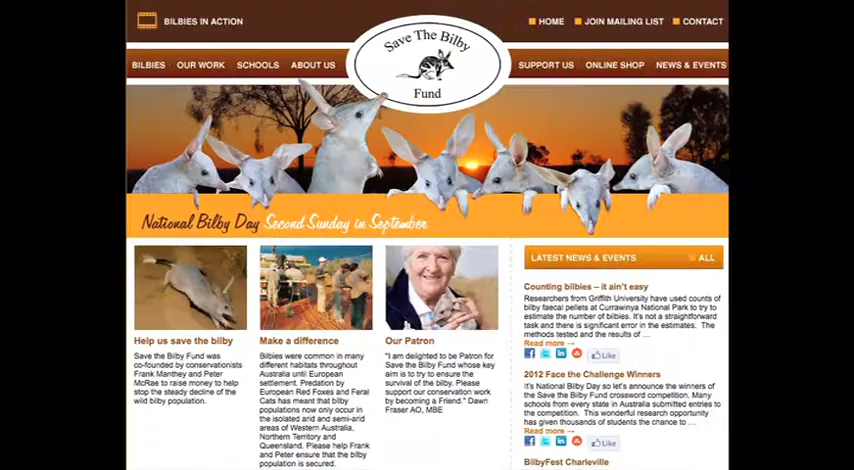 BILBIES IN ACTION
HOME
JOIN MAILING LIST
CONTACT
BILBIES
OUR WORK
SCHOOLS
ABOUT US
Save The Bilby
Fund
SUPPORT US
ONLINE SHOP
NEWS & EVENTS
National Bilby Day Second Sunday in September
Help us save the bilby
Save the Bilby Fund was
co-founded by conservationists
Frank Manthey and Peter
McRae to raise money to help
stop the steady decline of the
wild bilby population.
Make a difference
Bilbies were common in many
different habitats throughout
Australia until European
settlement. Predation by
European Red Foxes and Feral
Cats has meant that bilby
populations now only occur in
the isolated arid and semi-arid
areas of Western Australia,
Northern Territory and
Queensland. Please help Frank
and Peter ensure that the bilby
population is secured.
Our Patron
"I am delighted to be Patron for
Save the Bilby Fund whose key
aim is to try to ensure the
survival of the bilby. Please
support our conservation work
by becoming a Friend." Dawn
Fraser AO, MBE
LATEST NEWS & EVENTS
ALL
Counting bilbies – it ain't easy
Researchers from Griffith University have used counts of
bilby faecal pellets at Currawinya National Park to try to
estimate the number of bilbies. It's not a straightforward
task and there is significant error in the estimates. The
methods tested and the results of ...
Read more →
Like
2012 Face the Challenge Winners
It's National Bilby Day so let's announce the winners of
the Save the Bilby Fund crossword competition. Many
schools from every state in Australia submitted entries to
the competition. This wonderful research opportunity
has given thousands of students the chance to ...
Read more →
Like
BilbyFest Charleville